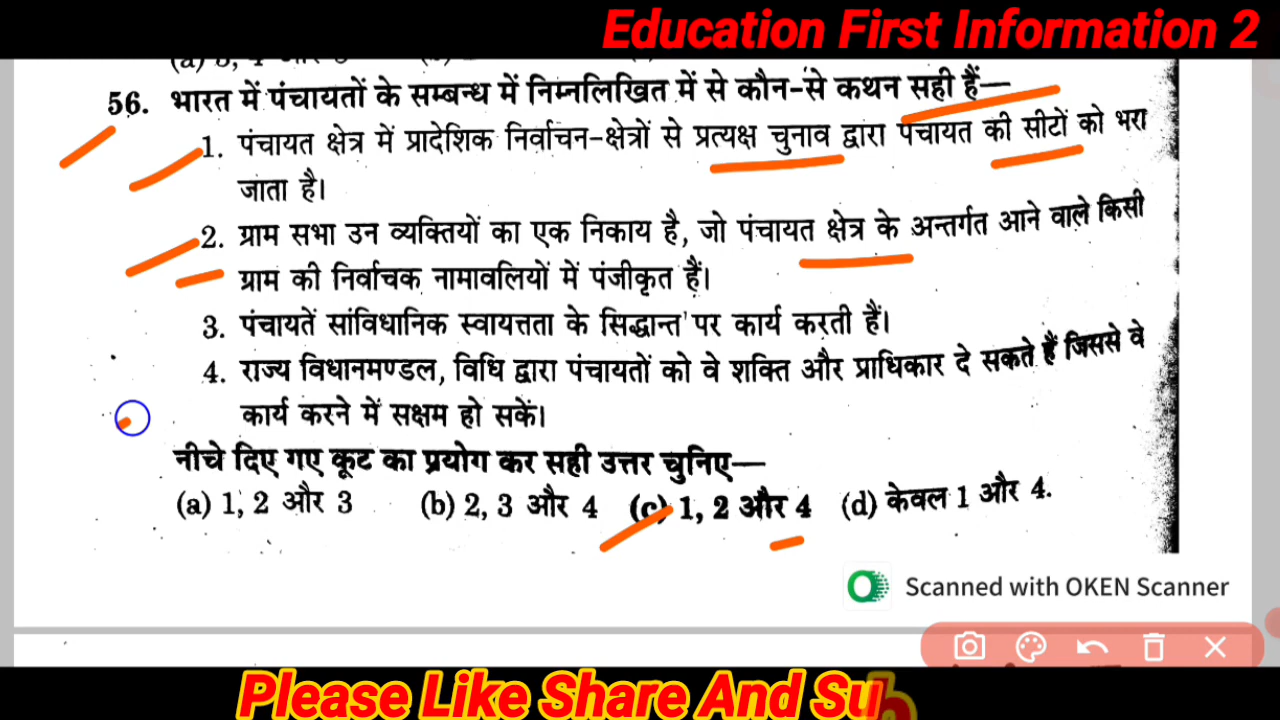 Education First Information 2
56. भारत में पंचायतों के सम्बन्ध में निम्नलिखित में से कौन-से कथन सही हैं—
1. पंचायत क्षेत्र में प्रादेशिक निर्वाचन-क्षेत्रों से प्रत्यक्ष चुनाव द्वारा पंचायत की सीटों को भरा
जाता है।
2. ग्राम सभा उन व्यक्तियों का एक निकाय है, जो पंचायत क्षेत्र के अन्तर्गत आने वाले किसी
ग्राम की निर्वाचक नामावलियों में पंजीकृत हैं।
3. पंचायतें सांविधानिक स्वायत्तता के सिद्धान्त पर कार्य करती हैं।
4. राज्य विधानमण्डल, विधि द्वारा पंचायतों को वे शक्ति और प्राधिकार दे सकते हैं जिससे वे
कार्य करने में सक्षम हो सकें।
नीचे दिए गए कूट का प्रयोग कर सही उत्तर चुनिए—
(a) 1, 2 और 3 (b) 2, 3 और 4 (c) 1, 2 और 4 (d) केवल 1 और 4.
Scanned with OKEN Scanner
Please Like Share And Su